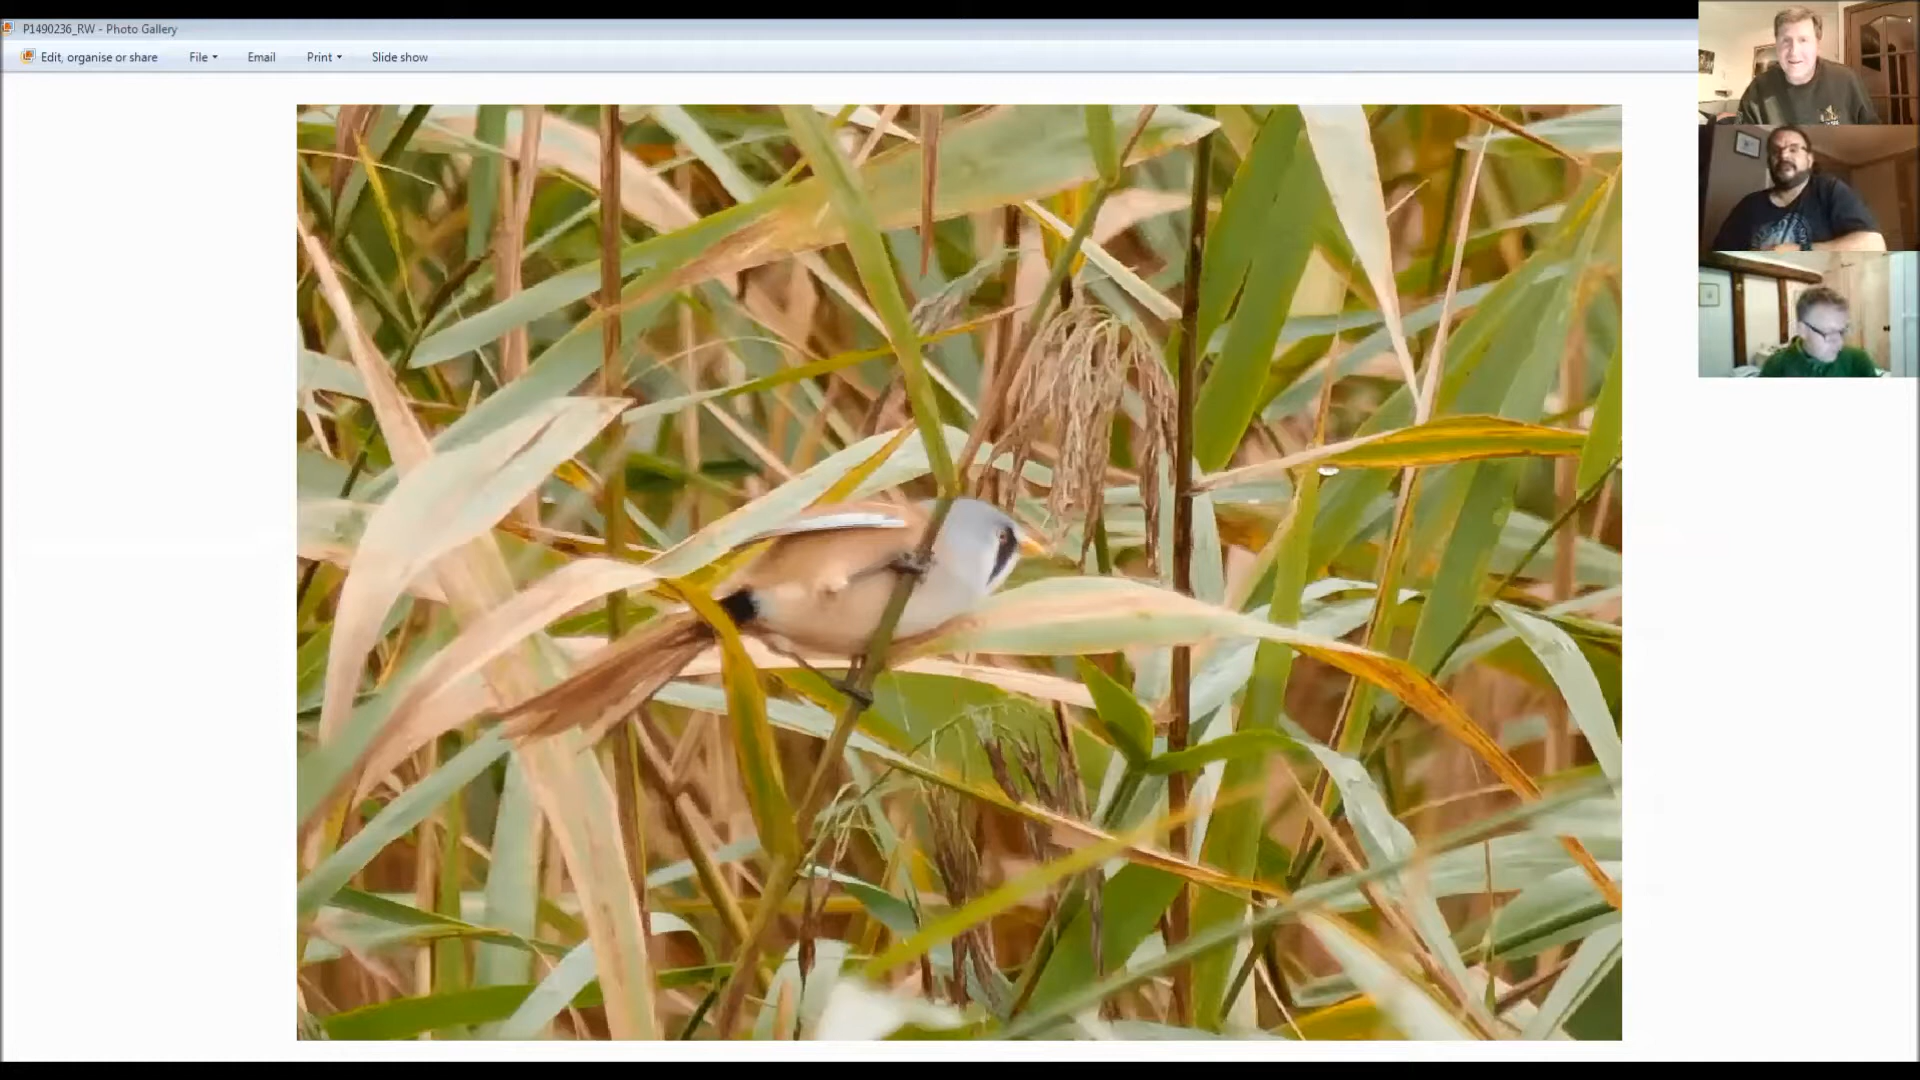 P1490236_RW - Photo Gallery
Edit, organise or share File Email Print Slide show